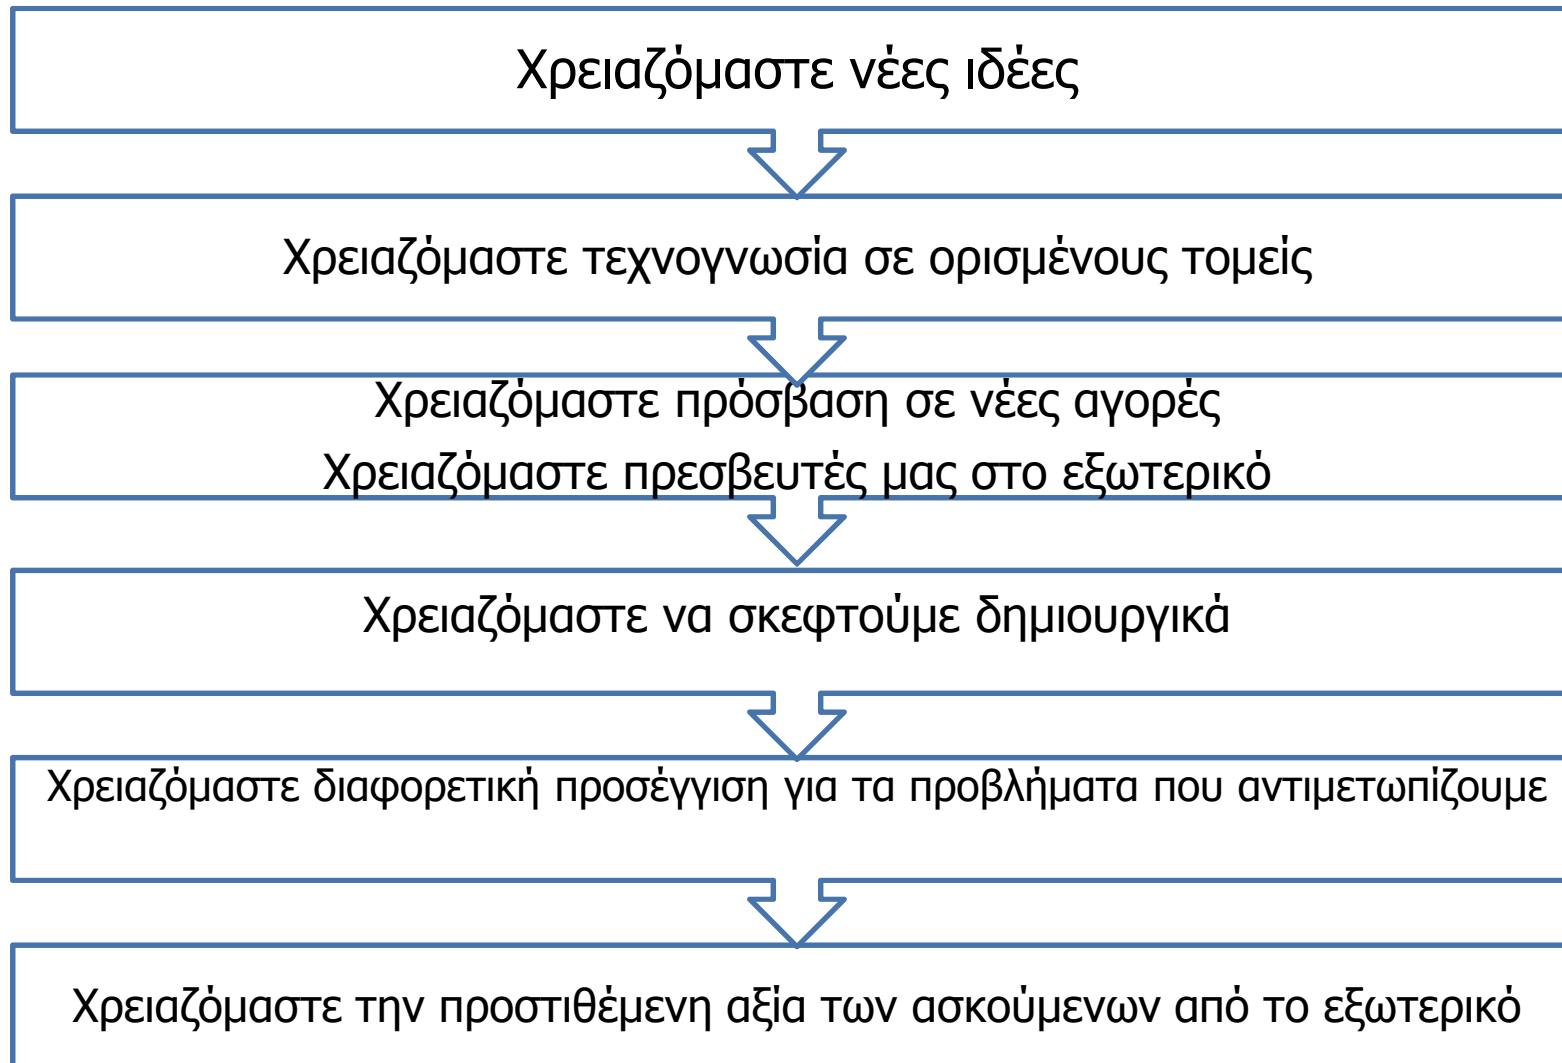 Χρειαζόμαστε νέες ιδέες
Χρειαζόμαστε τεχνογνωσία σε ορισμένους τομείς
Χρειαζόμαστε πρόσβαση σε νέες αγορές
Χρειαζόμαστε πρεσβευτές μας στο εξωτερικό
Χρειαζόμαστε να σκεφτούμε δημιουργικά
Χρειαζόμαστε διαφορετική προσέγγιση για τα προβλήματα που αντιμετωπίζουμε
Χρειαζόμαστε την προστιθέμενη αξία των ασκούμενων από το εξωτερικό